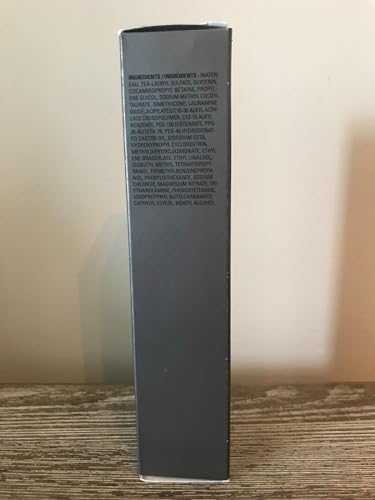 INGREDIENTS / INGRÉDIENTS : WATER/
EAU, TEA-LAURYL SULFATE, GLYCERIN,
COCAMIDOPROPYL BETAINE, PROPYL-
ENE GLYCOL, SODIUM METHYL COCOYL
TAURATE, DIMETHICONE, LAURAMINE
OXIDE, ACRYLATES/C10-30 ALKYL ACRY-
LATE CROSSPOLYMER, C12-15 ALKYL
BENZOATE, PEG-150 DISTEARATE, PPG-
26-BUTETH-26, PEG-40 HYDROGENAT-
ED CASTOR OIL, DISODIUM EDTA,
HYDROXYPROPYL CYCLODEXTRIN,
METHYLDIHYDROJASMONATE, ETHYL-
ENE BRASSYLATE, ETHYL LINALOOL,
ISOBUTYL METHYL TETRAHYDROPY-
RANOL, TRIMETHYLBENZENEPROPA-
NOL, PHENYLISOHEXANOL, SODIUM
CHLORIDE, MAGNESIUM NITRATE, TRI-
ETHANOLAMINE, PHENOXYETHANOL,
IODOPROPYNYL BUTYLCARBAMATE,
CAPRYLYL GLYCOL, BENZYL ALCOHOL.